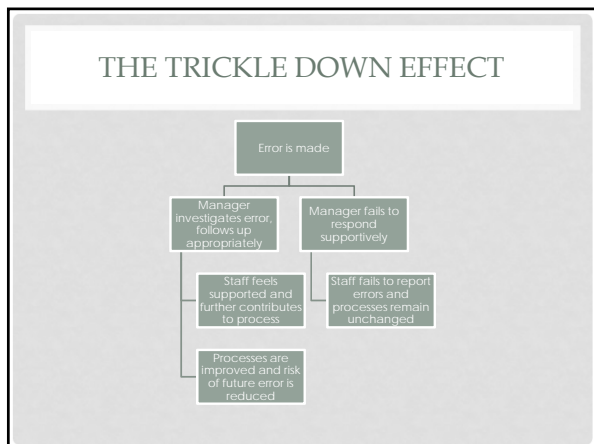 THE TRICKLE DOWN EFFECT
Error is made
Manager
investigates error,
follows up
appropriately
Manager fails to
respond
supportively
Staff feels
supported and
further contributes
to process
Staff fails to report
errors and
processes remain
unchanged
Processes are
improved and risk
of future error is
reduced